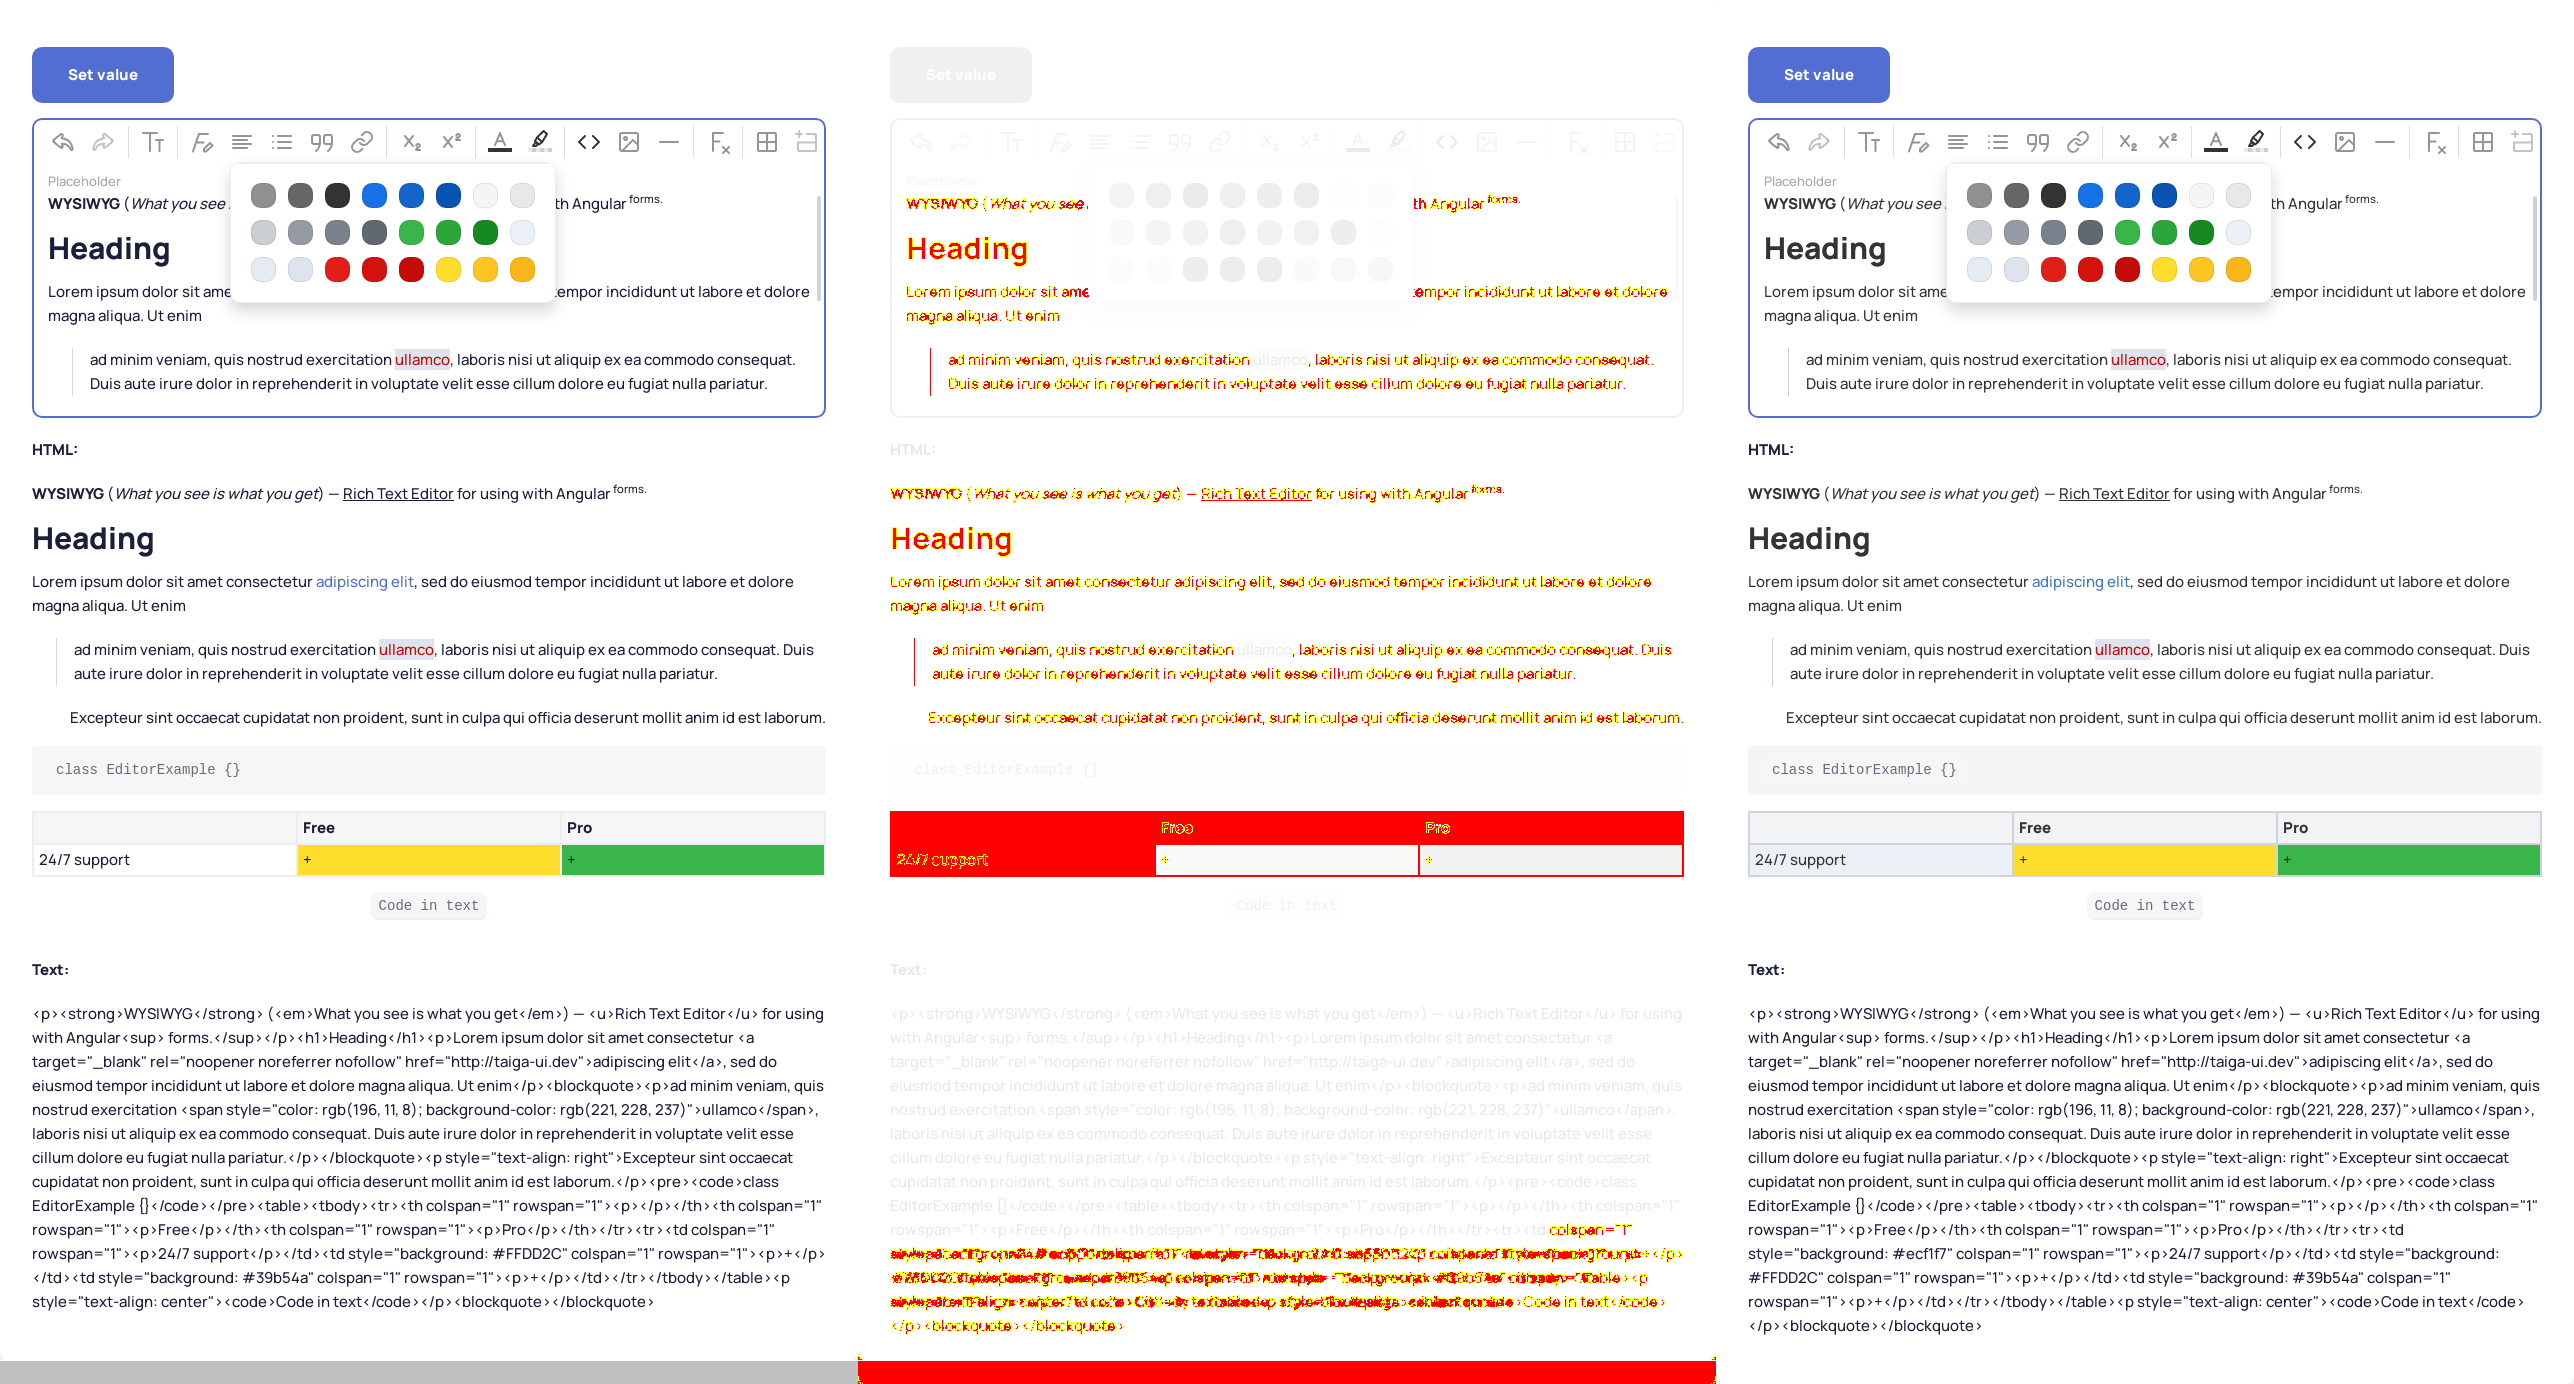 Set value
Placeholder
WYSIWYG (What you see th Angular forms.
Heading
Lorem ipsum dolor sit ame tempor incididunt ut labore et dolore
magna aliqua. Ut enim
ad minim veniam, quis nostrud exercitation ullamco, laboris nisi ut aliquip ex ea commodo consequat.
Duis aute irure dolor in reprehenderit in voluptate velit esse cillum dolore eu fugiat nulla pariatur.
HTML:
WYSIWYG (What you see is what you get) — Rich Text Editor for using with Angular forms.
Heading
Lorem ipsum dolor sit amet consectetur adipiscing elit, sed do eiusmod tempor incididunt ut labore et dolore
magna aliqua. Ut enim
ad minim veniam, quis nostrud exercitation ullamco, laboris nisi ut aliquip ex ea commodo consequat. Duis
aute irure dolor in reprehenderit in voluptate velit esse cillum dolore eu fugiat nulla pariatur.
Excepteur sint occaecat cupidatat non proident, sunt in culpa qui officia deserunt mollit anim id est laborum.
class EditorExample {}
Free Pro
24/7 support + +
Code in text
Text:
<p><strong>WYSIWYG</strong> (<em>What you see is what you get</em>) — <u>Rich Text Editor</u> for using
with Angular<sup> forms.</sup></p><h1>Heading</h1><p>Lorem ipsum dolor sit amet consectetur <a
target="_blank" rel="noopener noreferrer nofollow" href="http://taiga-ui.dev">adipiscing elit</a>, sed do
eiusmod tempor incididunt ut labore et dolore magna aliqua. Ut enim</p><blockquote><p>ad minim veniam, quis
nostrud exercitation <span style="color: rgb(196, 11, 8); background-color: rgb(221, 228, 237)">ullamco</span>,
laboris nisi ut aliquip ex ea commodo consequat. Duis aute irure dolor in reprehenderit in voluptate velit esse
cillum dolore eu fugiat nulla pariatur.</p></blockquote><p style="text-align: right">Excepteur sint occaecat
cupidatat non proident, sunt in culpa qui officia deserunt mollit anim id est laborum.</p><pre><code>class
EditorExample {}</code></pre><table><tbody><tr><th colspan="1" rowspan="1"><p></p></th><th colspan="1"
rowspan="1"><p>Free</p></th><th colspan="1" rowspan="1"><p>Pro</p></th></tr><tr><td colspan="1"
rowspan="1"><p>24/7 support</p></td><td style="background: #FFDD2C" colspan="1" rowspan="1"><p>+</p>
</td><td style="background: #39b54a" colspan="1" rowspan="1"><p>+</p></td></tr></tbody></table><p
style="text-align: center"><code>Code in text</code></p><blockquote></blockquote>
Set value
Placeholder
WYSIWYG (What you see th Angular forms.
Heading
Lorem ipsum dolor sit ame tempor incididunt ut labore et dolore
magna aliqua. Ut enim
ad minim veniam, quis nostrud exercitation ullamco, laboris nisi ut aliquip ex ea commodo consequat.
Duis aute irure dolor in reprehenderit in voluptate velit esse cillum dolore eu fugiat nulla pariatur.
HTML:
WYSIWYG (What you see is what you get) — Rich Text Editor for using with Angular forms.
Heading
Lorem ipsum dolor sit amet consectetur adipiscing elit, sed do eiusmod tempor incididunt ut labore et dolore
magna aliqua. Ut enim
ad minim veniam, quis nostrud exercitation ullamco, laboris nisi ut aliquip ex ea commodo consequat. Duis
aute irure dolor in reprehenderit in voluptate velit esse cillum dolore eu fugiat nulla pariatur.
Excepteur sint occaecat cupidatat non proident, sunt in culpa qui officia deserunt mollit anim id est laborum.
class EditorExample {}
Free Pro
24/7 support + +
Code in text
Text:
<p><strong>WYSIWYG</strong> (<em>What you see is what you get</em>) — <u>Rich Text Editor</u> for using
with Angular<sup> forms.</sup></p><h1>Heading</h1><p>Lorem ipsum dolor sit amet consectetur <a
target="_blank" rel="noopener noreferrer nofollow" href="http://taiga-ui.dev">adipiscing elit</a>, sed do
eiusmod tempor incididunt ut labore et dolore magna aliqua. Ut enim</p><blockquote><p>ad minim veniam, quis
nostrud exercitation <span style="color: rgb(196, 11, 8); background-color: rgb(221, 228, 237)">ullamco</span>,
laboris nisi ut aliquip ex ea commodo consequat. Duis aute irure dolor in reprehenderit in voluptate velit esse
cillum dolore eu fugiat nulla pariatur.</p></blockquote><p style="text-align: right">Excepteur sint occaecat
cupidatat non proident, sunt in culpa qui officia deserunt mollit anim id est laborum.</p><pre><code>class
EditorExample {}</code></pre><table><tbody><tr><th colspan="1" rowspan="1"><p></p></th><th colspan="1"
rowspan="1"><p>Free</p></th><th colspan="1" rowspan="1"><p>Pro</p></th></tr><tr><td colspan="1"
>Code in text</code>
</p><blockquote></blockquote>
Set value
Placeholder
WYSIWYG (What you see th Angular forms.
Heading
Lorem ipsum dolor sit ame tempor incididunt ut labore et dolore
magna aliqua. Ut enim
ad minim veniam, quis nostrud exercitation ullamco, laboris nisi ut aliquip ex ea commodo consequat.
Duis aute irure dolor in reprehenderit in voluptate velit esse cillum dolore eu fugiat nulla pariatur.
HTML:
WYSIWYG (What you see is what you get) — Rich Text Editor for using with Angular forms.
Heading
Lorem ipsum dolor sit amet consectetur adipiscing elit, sed do eiusmod tempor incididunt ut labore et dolore
magna aliqua. Ut enim
ad minim veniam, quis nostrud exercitation ullamco, laboris nisi ut aliquip ex ea commodo consequat. Duis
aute irure dolor in reprehenderit in voluptate velit esse cillum dolore eu fugiat nulla pariatur.
Excepteur sint occaecat cupidatat non proident, sunt in culpa qui officia deserunt mollit anim id est laborum.
class EditorExample {}
Free Pro
24/7 support + +
Code in text
Text:
<p><strong>WYSIWYG</strong> (<em>What you see is what you get</em>) — <u>Rich Text Editor</u> for using
with Angular<sup> forms.</sup></p><h1>Heading</h1><p>Lorem ipsum dolor sit amet consectetur <a
target="_blank" rel="noopener noreferrer nofollow" href="http://taiga-ui.dev">adipiscing elit</a>, sed do
eiusmod tempor incididunt ut labore et dolore magna aliqua. Ut enim</p><blockquote><p>ad minim veniam, quis
nostrud exercitation <span style="color: rgb(196, 11, 8); background-color: rgb(221, 228, 237)">ullamco</span>,
laboris nisi ut aliquip ex ea commodo consequat. Duis aute irure dolor in reprehenderit in voluptate velit esse
cillum dolore eu fugiat nulla pariatur.</p></blockquote><p style="text-align: right">Excepteur sint occaecat
cupidatat non proident, sunt in culpa qui officia deserunt mollit anim id est laborum.</p><pre><code>class
EditorExample {}</code></pre><table><tbody><tr><th colspan="1" rowspan="1"><p></p></th><th colspan="1"
rowspan="1"><p>Free</p></th><th colspan="1" rowspan="1"><p>Pro</p></th></tr><tr><td
style="background: #ecf1f7" colspan="1" rowspan="1"><p>24/7 support</p></td><td style="background:
#FFDD2C" colspan="1" rowspan="1"><p>+</p></td><td style="background: #39b54a" colspan="1"
rowspan="1"><p>+</p></td></tr></tbody></table><p style="text-align: center"><code>Code in text</code>
</p><blockquote></blockquote>